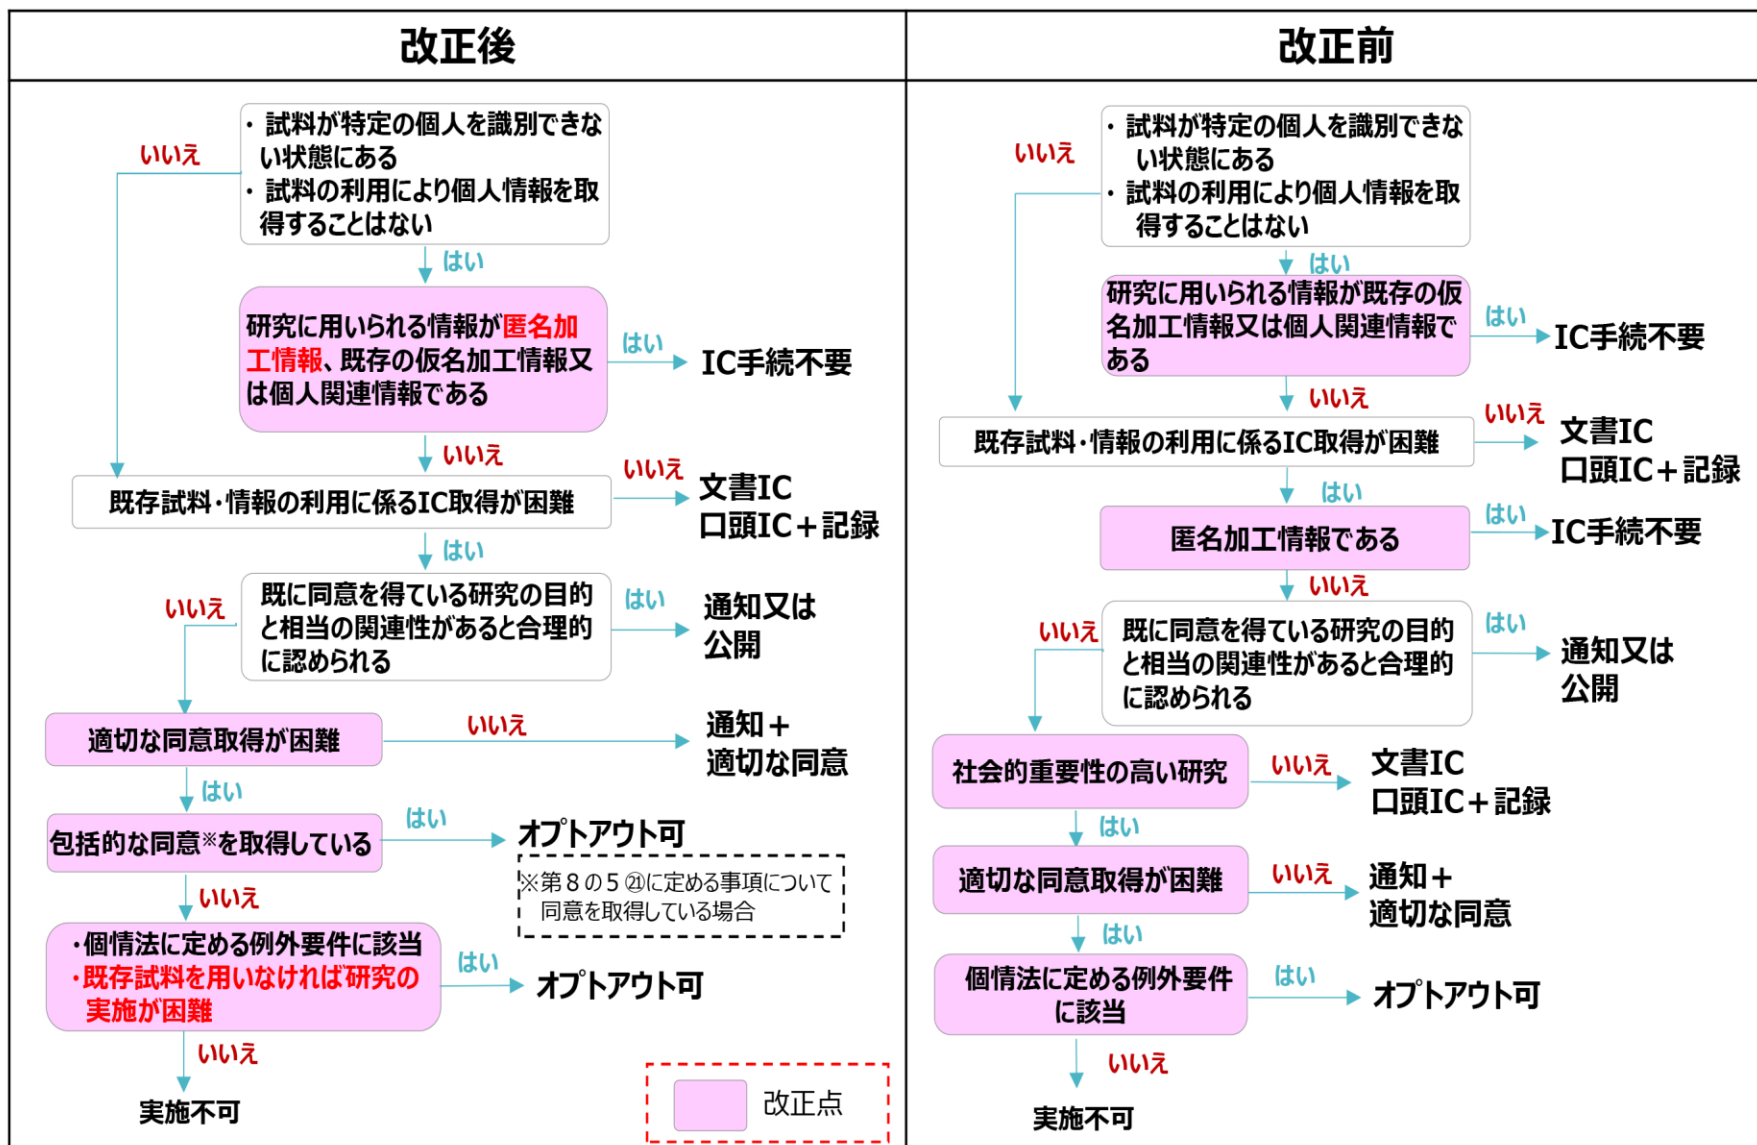 改正後
・ 試料が特定の個人を識別できな
い状態にある
・ 試料の利用により個人情報を取
得することはない
いいえ
はい
研究に用いられる情報が匿名加
工情報、既存の仮名加工情報又
は個人関連情報である
はい
IC手続不要
いいえ
既存試料・情報の利用に係るIC取得が困難
いいえ
文書IC
口頭IC＋記録
はい
既に同意を得ている研究の目的
と相当の関連性があると合理的
に認められる
はい
通知又は
公開
いいえ
適切な同意取得が困難
いいえ
通知＋
適切な同意
はい
包括的な同意※を取得している
はい
オプトアウト可
※第８の５㉑に定める事項について
同意を取得している場合
いいえ
・個情法に定める例外要件に該当
・既存試料を用いなければ研究の
実施が困難
はい
オプトアウト可
いいえ
実施不可
改正点
改正前
・ 試料が特定の個人を識別できな
い状態にある
・ 試料の利用により個人情報を取
得することはない
いいえ
はい
研究に用いられる情報が既存の仮
名加工情報又は個人関連情報で
ある
はい
IC手続不要
いいえ
既存試料・情報の利用に係るIC取得が困難
いいえ
文書IC
口頭IC＋記録
はい
匿名加工情報である
はい
IC手続不要
いいえ
既に同意を得ている研究の目的
と相当の関連性があると合理的
に認められる
はい
通知又は
公開
いいえ
社会的重要性の高い研究
いいえ
文書IC
口頭IC＋記録
はい
適切な同意取得が困難
いいえ
通知＋
適切な同意
はい
個情法に定める例外要件
に該当
はい
オプトアウト可
いいえ
実施不可